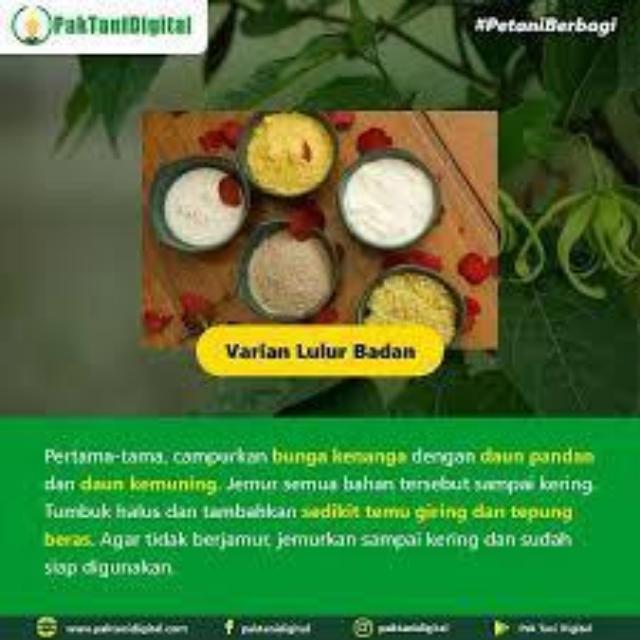 PakTaniDigital
#PetaniBerbagi
Varian Lulur Badan
Pertama-tama, campurkan bunga kenanga dengan daun pandan
dan daun kemuning. Jemur semua bahan tersebut sampai kering.
Tumbuk halus dan tambahkan sedikit temu giring dan tepung
beras. Agar tidak berjamur, jemurkan sampai kering dan sudah
siap digunakan.
www.paktanidigital.com
paktanidigital
paktanidigital
Pak Tani Digital